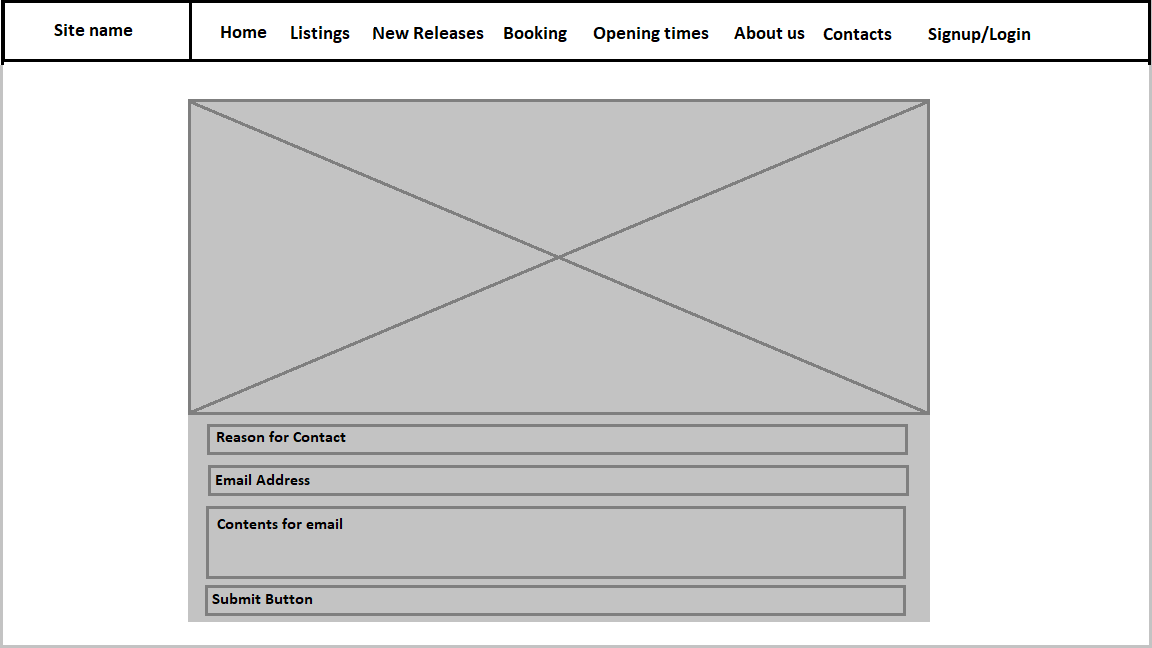 Site name Home Listings New Releases Booking Opening times About us Contacts Signup/Login
Reason for Contact
Email Address
Contents for email
Submit Button